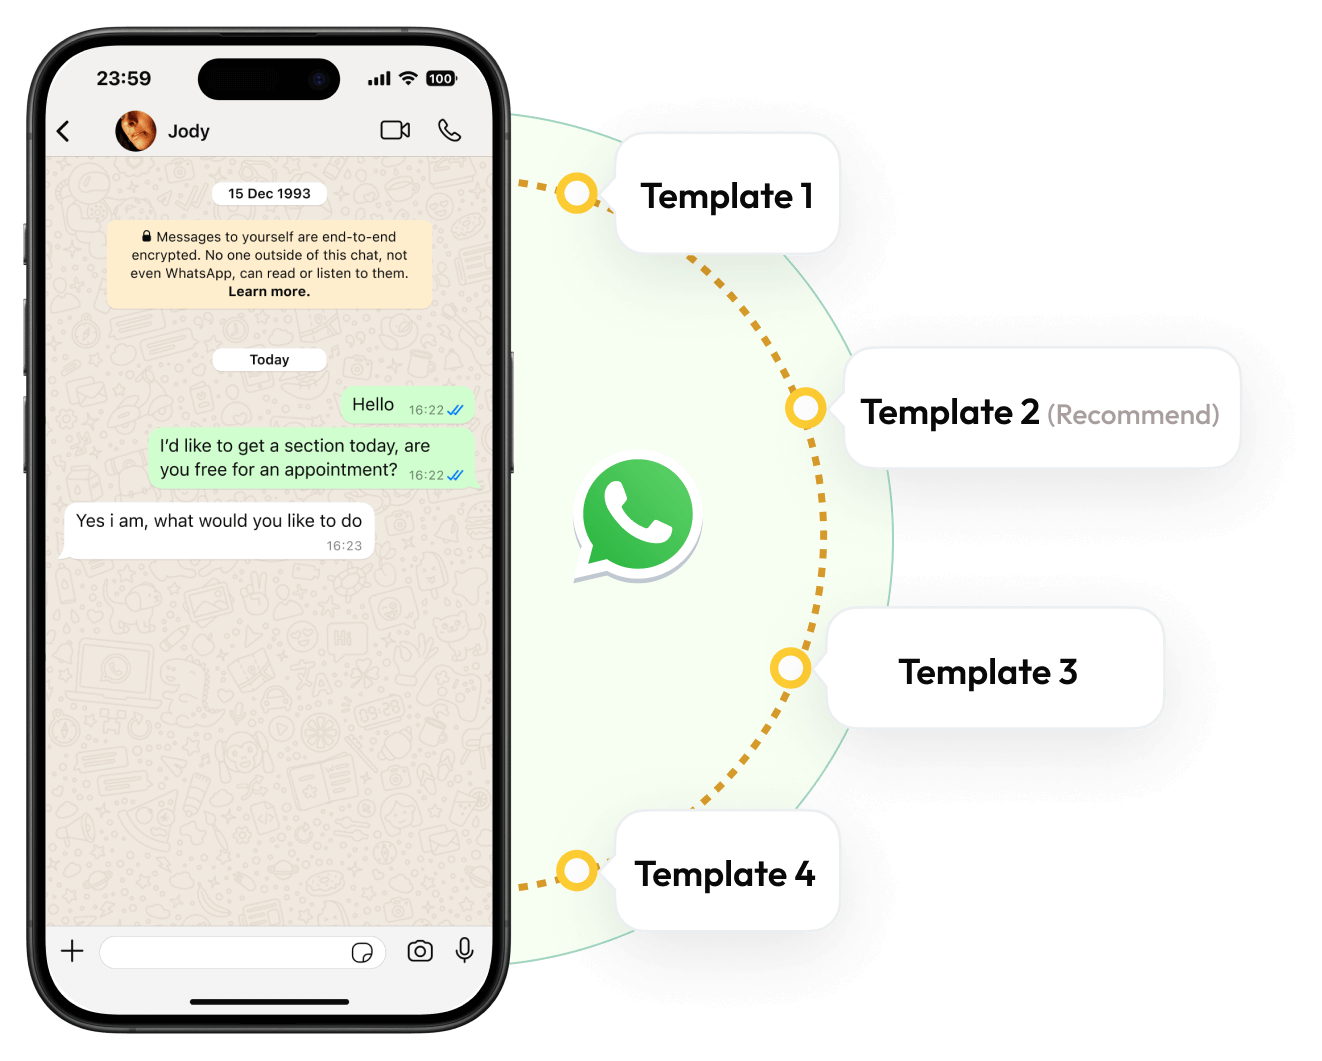 23:59
100
Jody
15 Dec 1993
Messages to yourself are end-to-end
encrypted. No one outside of this chat, not
even WhatsApp, can read or listen to them.
Learn more.
Today
Hello 16:22
I'd like to get a section today, are
you free for an appointment? 16:22
Yes i am, what would you like to do
16:23
Hi
09:28
Template 1
Template 2 (Recommend)
Template 3
Template 4